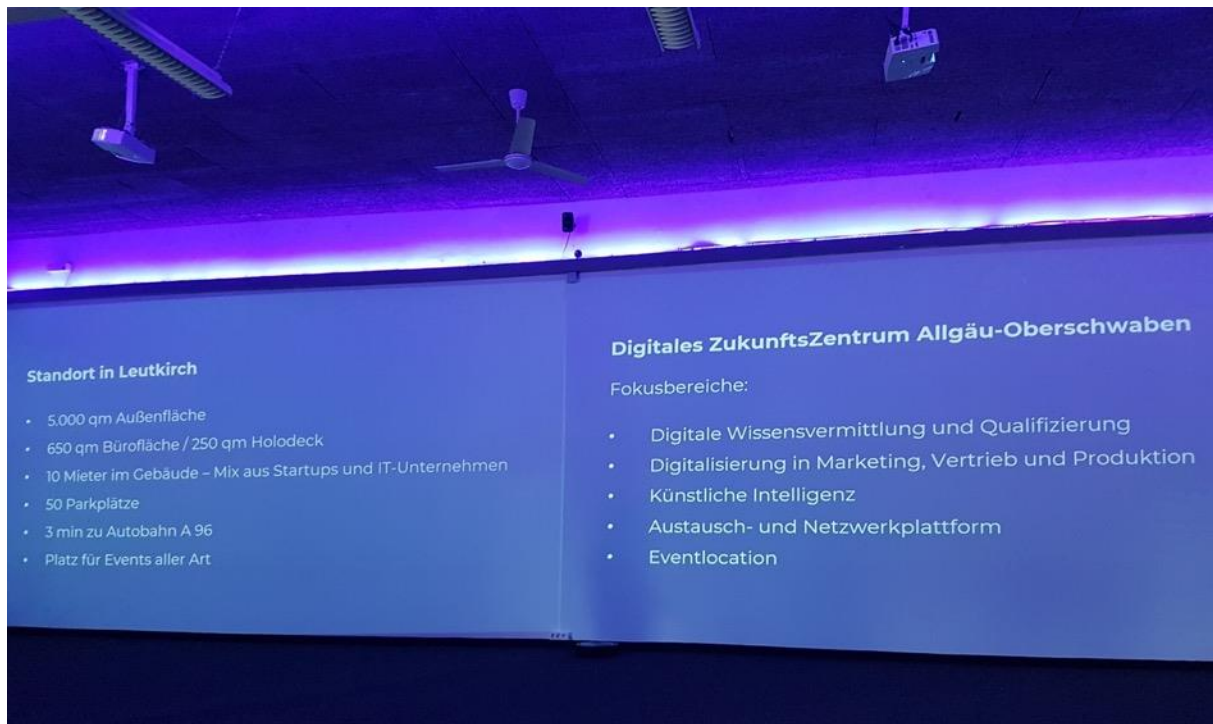 Standort in Leutkirch
• 5.000 qm Außenfläche
• 650 qm Bürofläche / 250 qm Holodeck
• 10 Mieter im Gebäude – Mix aus Startups und IT-Unternehmen
• 50 Parkplätze
• 3 min zu Autobahn A 96
• Platz für Events aller Art
Digitales ZukunftsZentrum Allgäu-Oberschwaben
Fokusbereiche:
• Digitale Wissensvermittlung und Qualifizierung
• Digitalisierung in Marketing, Vertrieb und Produktion
• Künstliche Intelligenz
• Austausch- und Netzwerkplattform
• Eventlocation